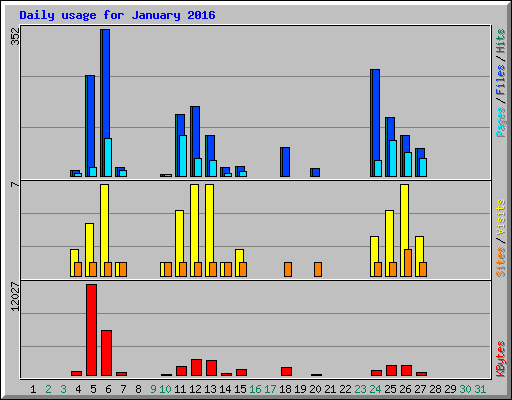 Daily usage for January 2016
352
Pages / Files / Hits
7
Sites / Visits
12027
KBytes
1 2 3 4 5 6 7 8 9 10 11 12 13 14 15 16 17 18 19 20 21 22 23 24 25 26 27 28 29 30 31